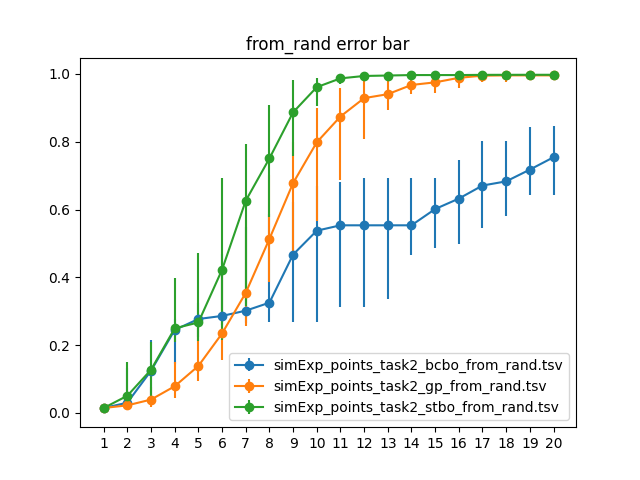 from_rand error bar
1.0
0.8
0.6
0.4
0.2
0.0
simExp_points_task2_bcbo_from_rand.tsv
simExp_points_task2_gp_from_rand.tsv
simExp_points_task2_stbo_from_rand.tsv
1 2 3 4 5 6 7 8 9 10 11 12 13 14 15 16 17 18 19 20